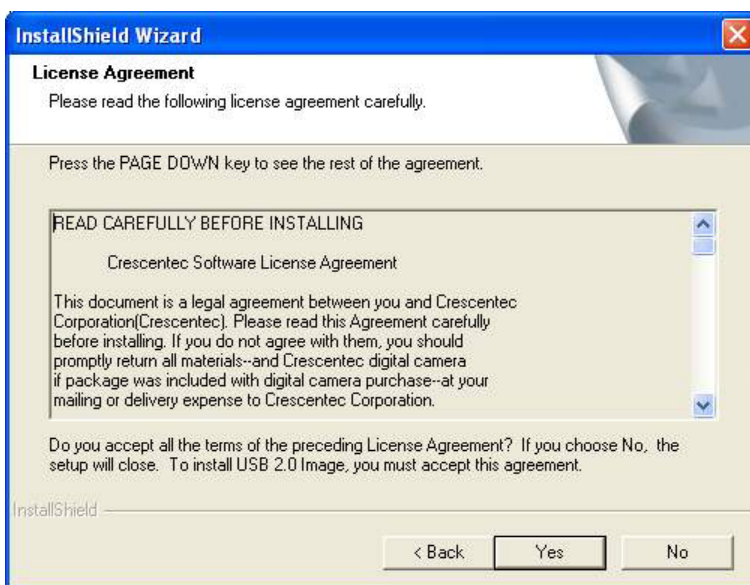 InstallShield Wizard
License Agreement
Please read the following license agreement carefully.
Press the PAGE DOWN key to see the rest of the agreement.
READ CAREFULLY BEFORE INSTALLING
Crescentec Software License Agreement
This document is a legal agreement between you and Crescentec
Corporation(Crescentec). Please read this Agreement carefully
before installing. If you do not agree with them, you should
promptly return all materials--and Crescentec digital camera
if package was included with digital camera purchase--at your
mailing or delivery expense to Crescentec Corporation.
Do you accept all the terms of the preceding License Agreement?  If you choose No,  the
setup will close.  To install USB 2.0 Image, you must accept this agreement.
InstallShield
< Back
Yes
No